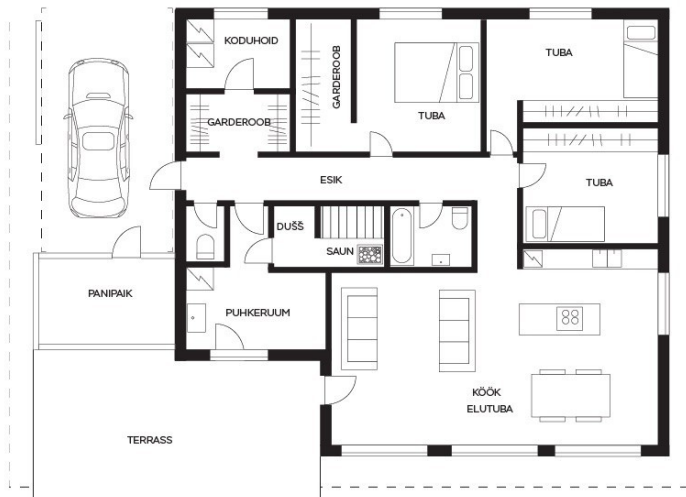 KODUHOID
GARDEROOB
TUBA
TUBA
GARDEROOB
ESIK
TUBA
DUŠŠ
SAUN
PANIPAIK
PUHKERUUM
KÖÖK
ELUTUBA
TERRASS